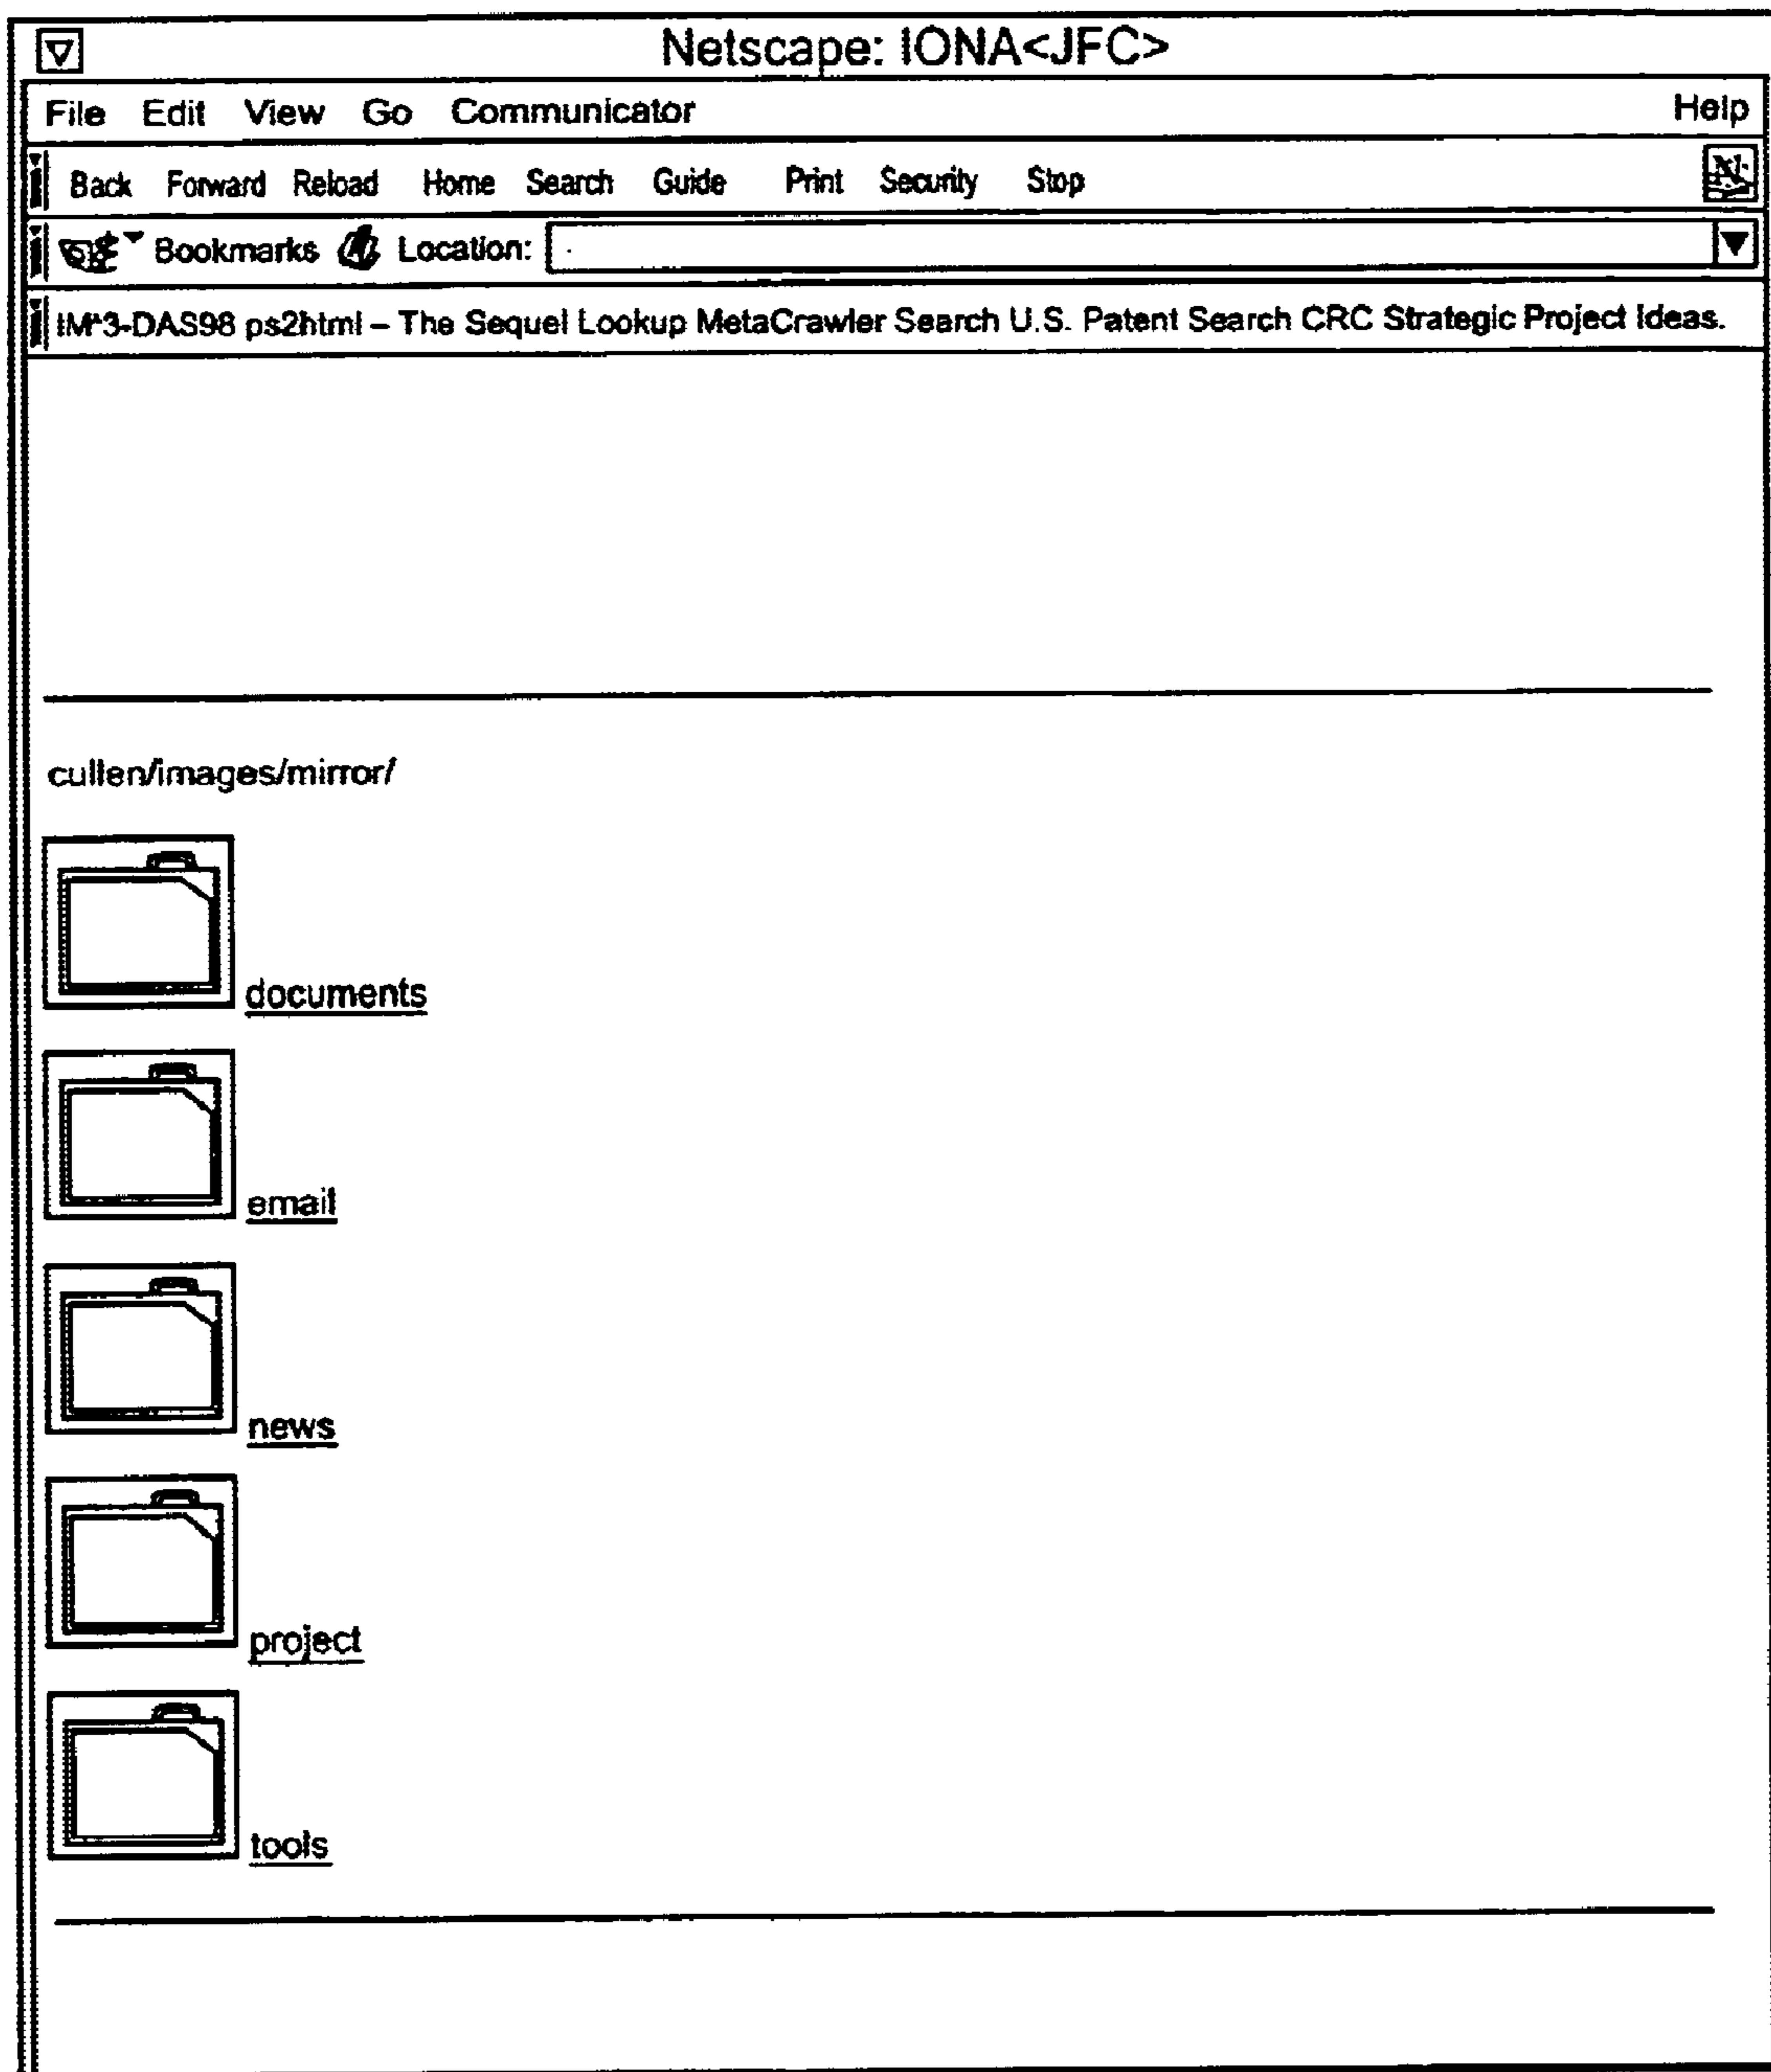 Netscape: IONA<JFC>
File Edit View Go Communicator Help
Back Forward Reload Home Search Guide Print Security Stop
Bookmarks Location:
IM*3-DAS98 ps2html – The Sequel Lookup MetaCrawler Search U.S. Patent Search CRC Strategic Project Ideas.
cullen/images/mirror/
documents
email
news
project
tools